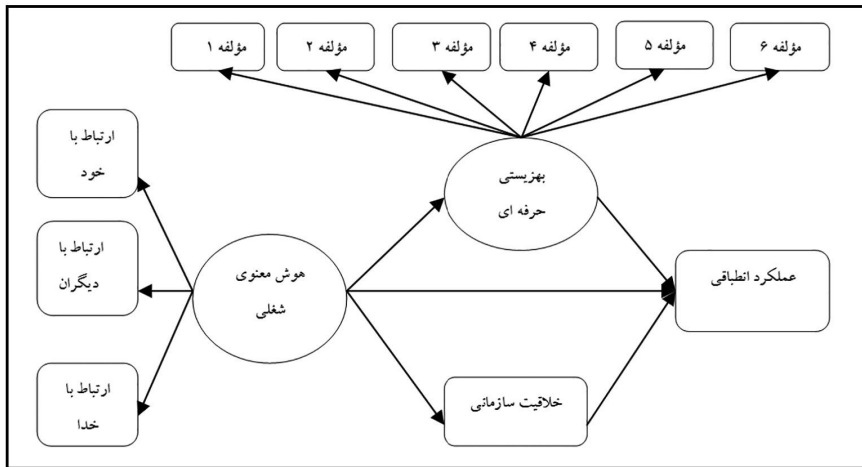 مؤلفه ۶
مؤلفه ۵
مؤلفه ۴
مؤلفه ۳
مؤلفه ۲
مؤلفه ۱
ارتباط با
خود
بهزیستی
حرفه ای
ارتباط با
دیگران
هوش معنوی
شغلی
عملکرد انطباقی
ارتباط با
خدا
خلاقیت سازمانی